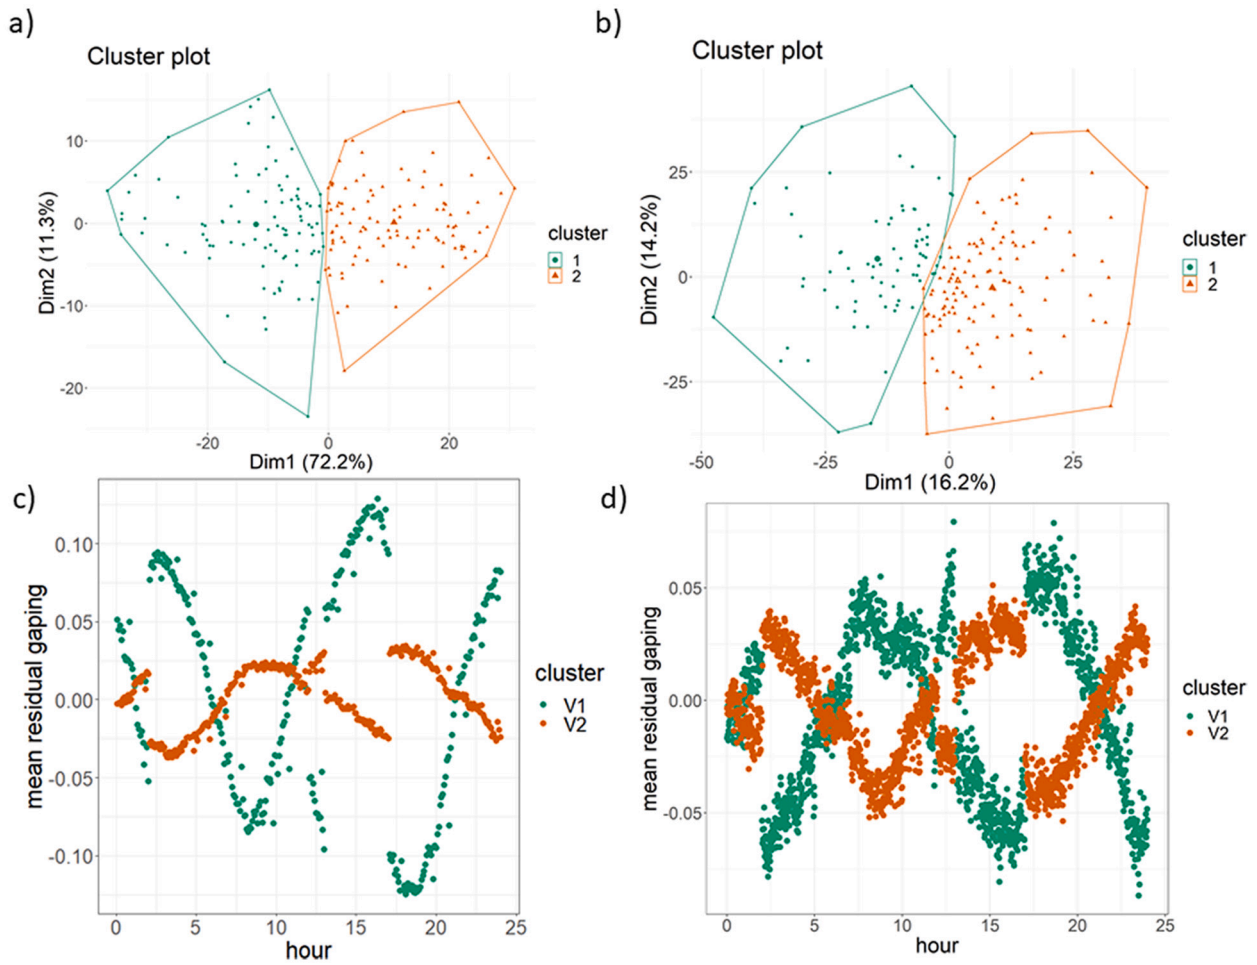 a)
Cluster plot
10
0
-10
-20
Dim2 (11.3%)
-20
0
20
Dim1 (72.2%)
cluster
1
2
b)
Cluster plot
25
0
-25
Dim2 (14.2%)
-50
-25
0
25
Dim1 (16.2%)
cluster
1
2
c)
0.10
0.05
0.00
-0.05
-0.10
mean residual gaping
0
5
10
15
20
25
hour
cluster
V1
V2
d)
0.05
0.00
-0.05
mean residual gaping
0
5
10
15
20
25
hour
cluster
V1
V2